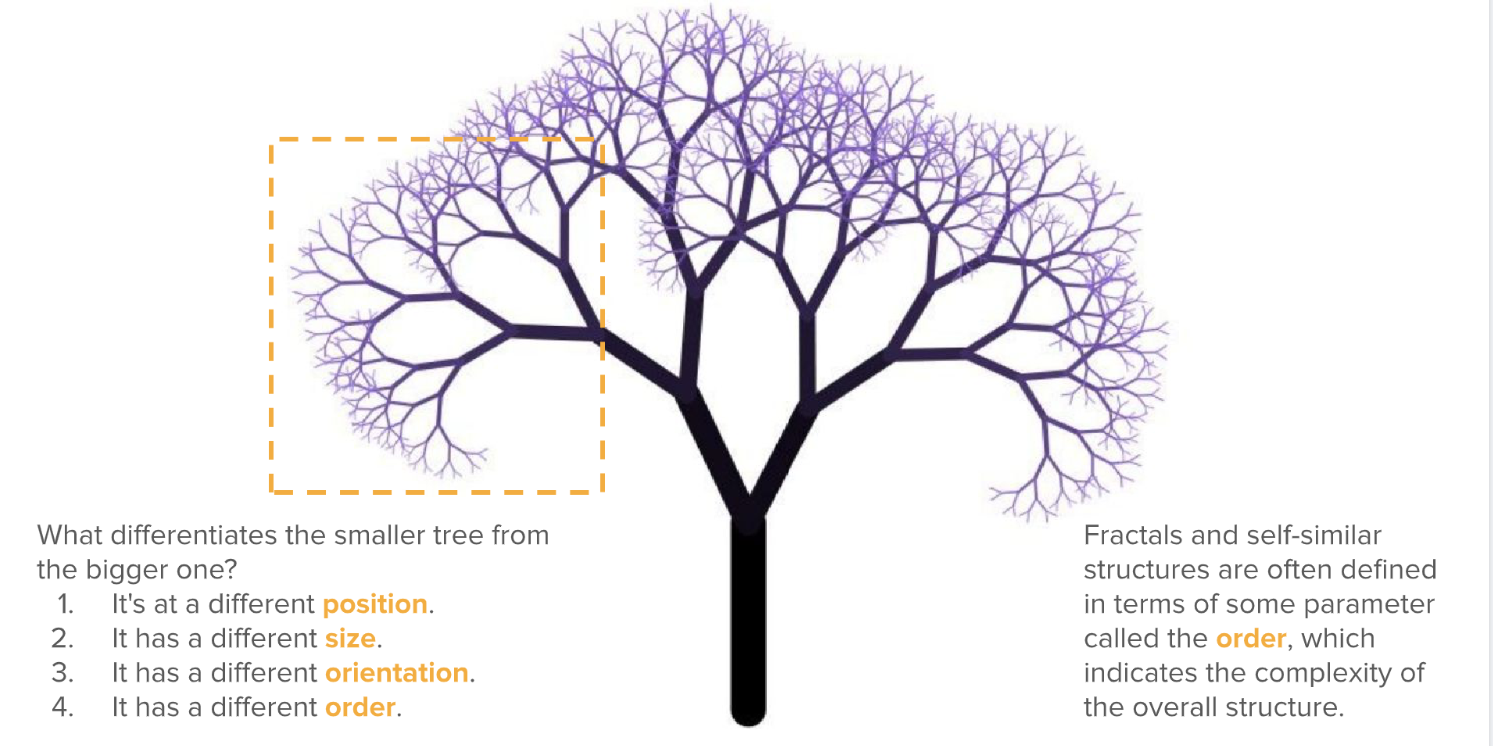 What differentiates the smaller tree from
the bigger one?
1. It's at a different position.
2. It has a different size.
3. It has a different orientation.
4. It has a different order.
Fractals and self-similar
structures are often defined
in terms of some parameter
called the order, which
indicates the complexity of
the overall structure.